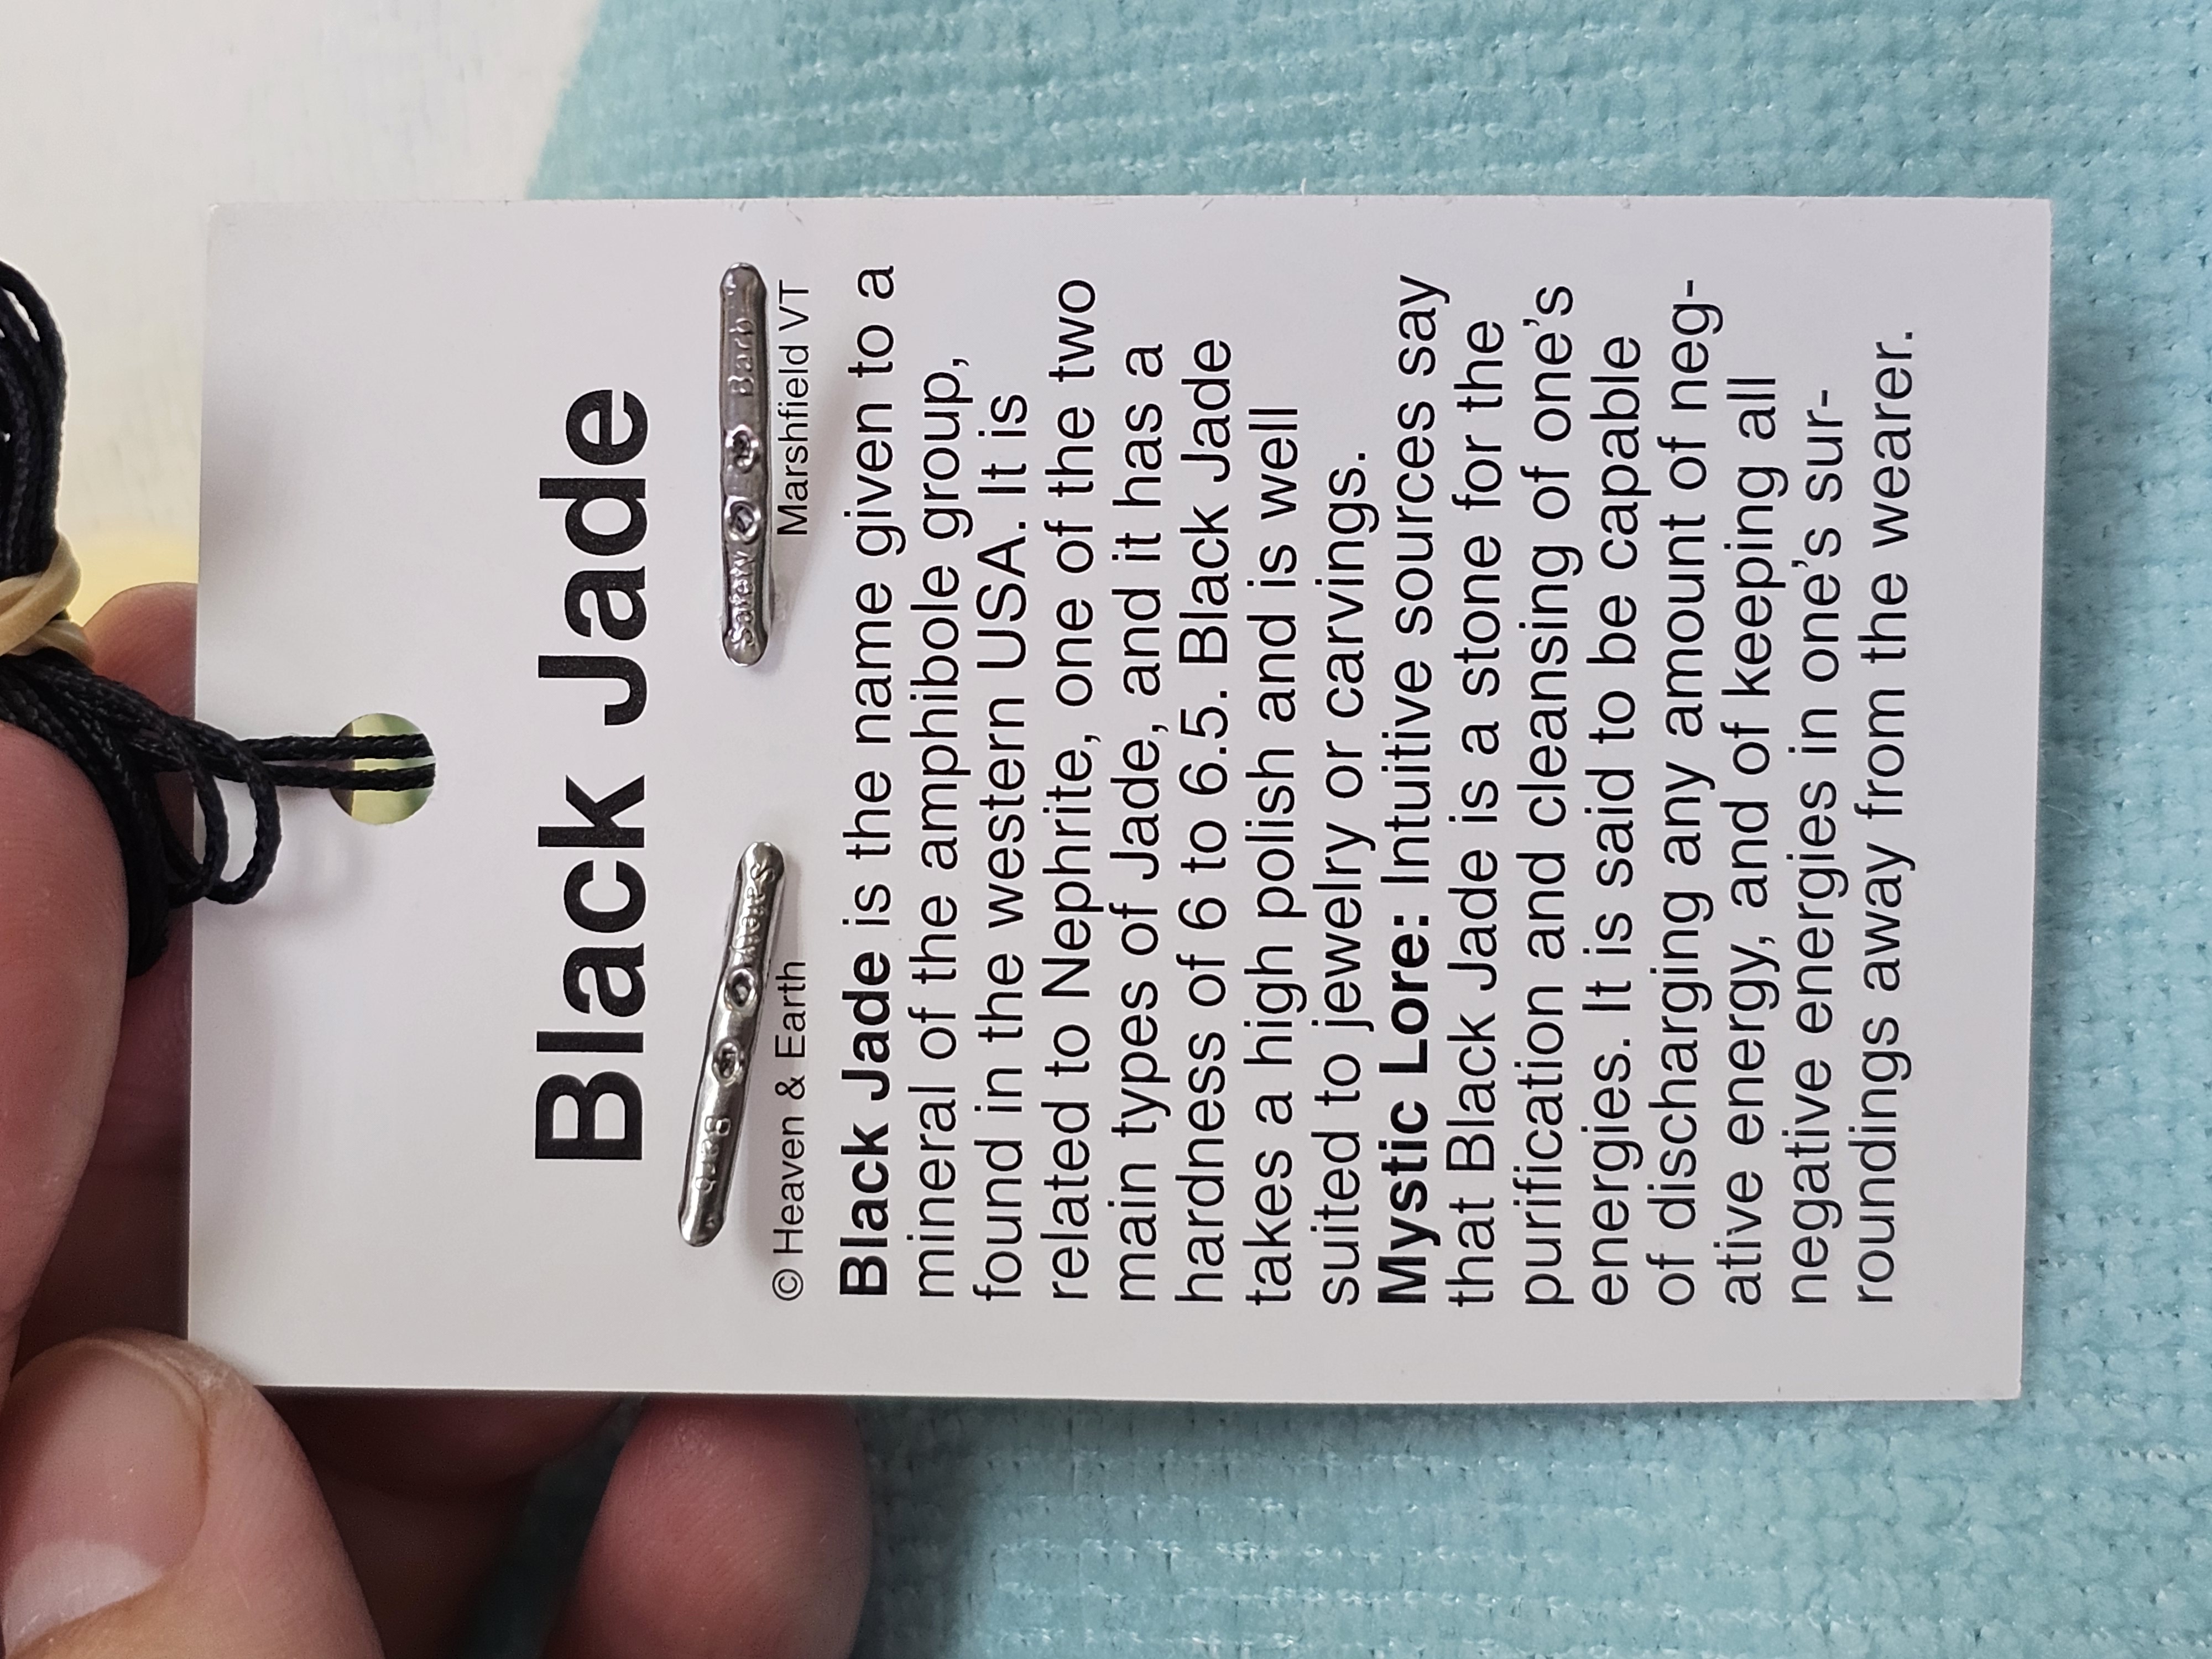 Black Jade
© Heaven & Earth Marshfield VT
Black Jade is the name given to a
mineral of the amphibole group,
found in the western USA. It is
related to Nephrite, one of the two
main types of Jade, and it has a
hardness of 6 to 6.5. Black Jade
takes a high polish and is well
suited to jewelry or carvings.
Mystic Lore: Intuitive sources say
that Black Jade is a stone for the
purification and cleansing of one's
energies. It is said to be capable
of discharging any amount of neg-
ative energy, and of keeping all
negative energies in one's sur-
roundings away from the wearer.
Safety Barb
Barb